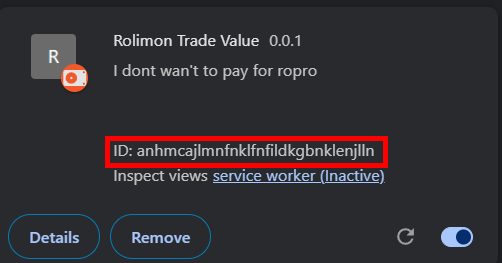 Rolimon Trade Value 0.0.1
R
I dont wan't to pay for ropro
ID: anhmcajlmnfnklfnfildkgbnklenjlln
Inspect views service worker (Inactive)
Details Remove